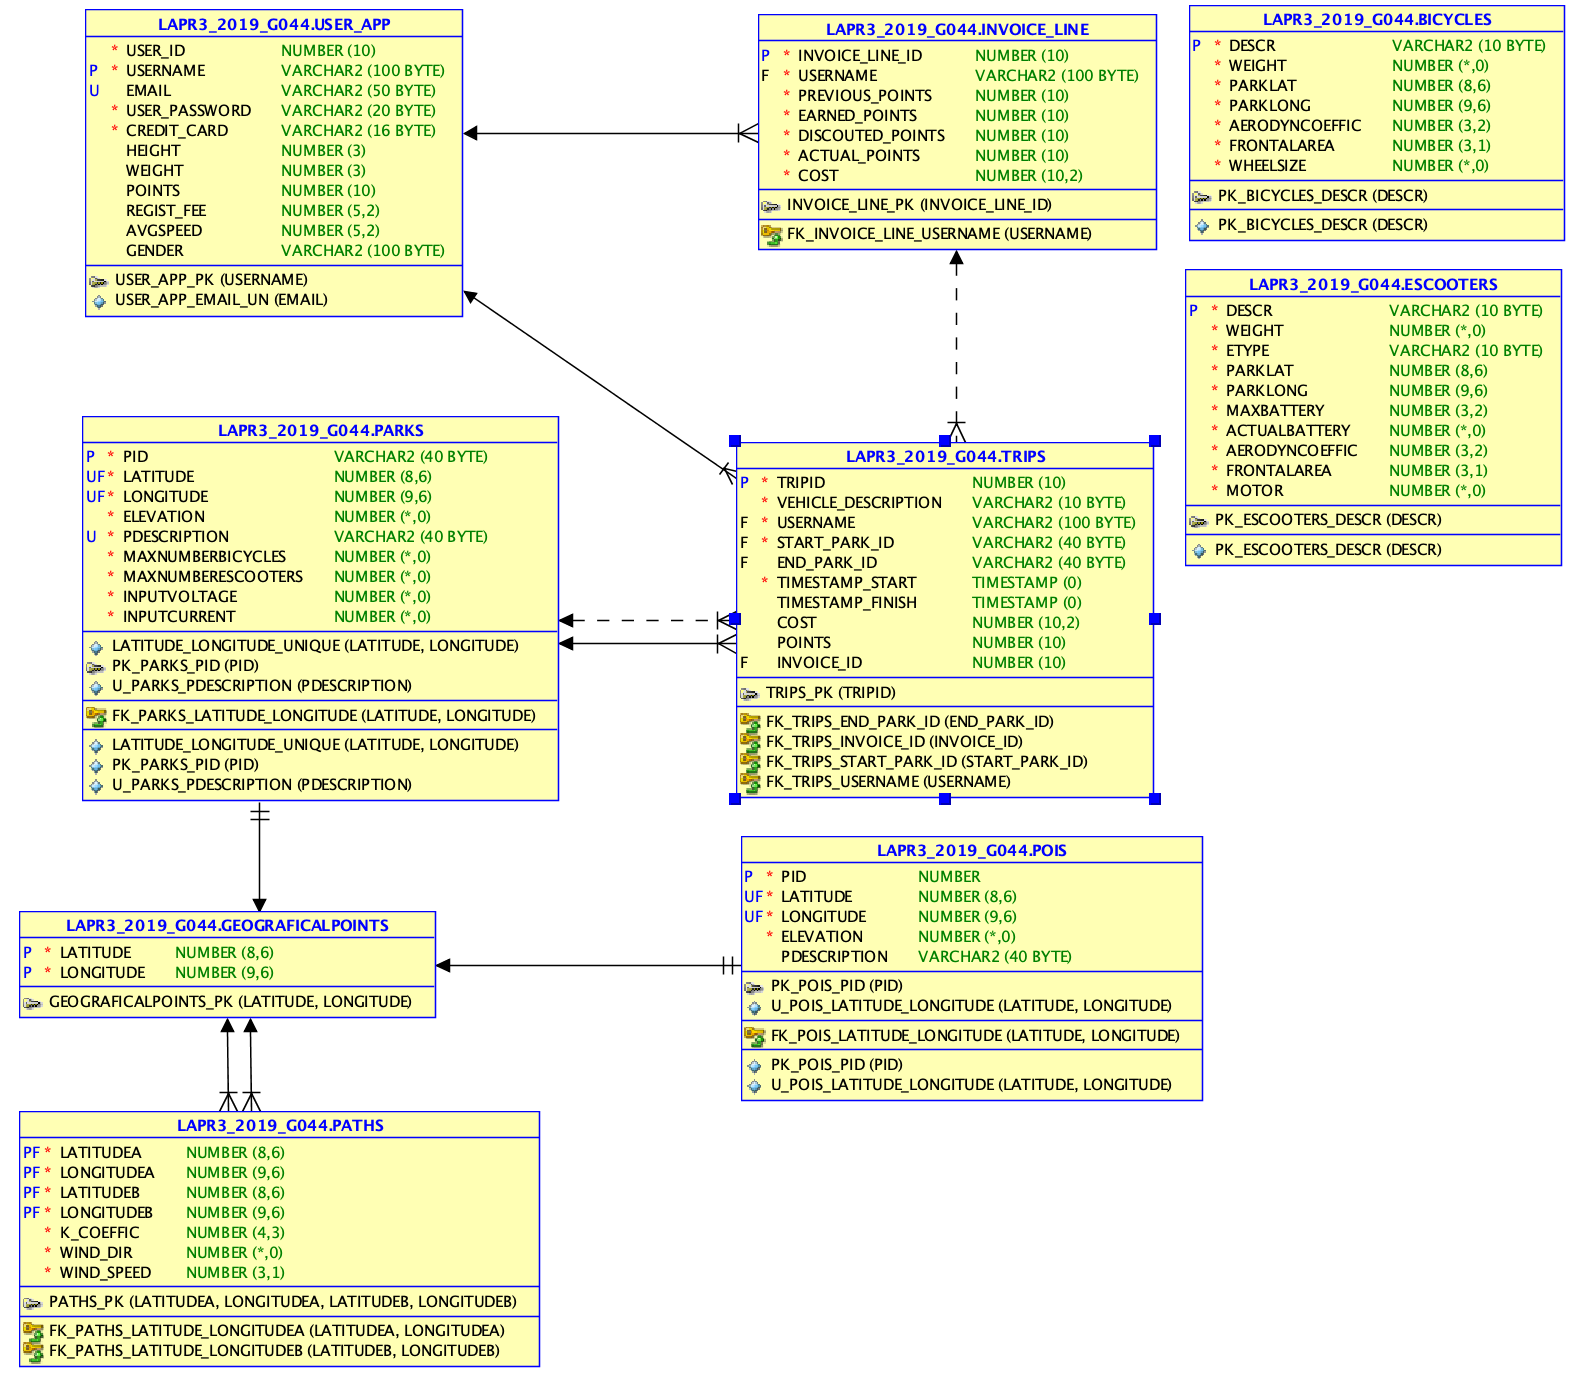 LAPR3_2019_G044.USER_APP
* USER_ID NUMBER (10)
P * USERNAME VARCHAR2 (100 BYTE)
U EMAIL VARCHAR2 (50 BYTE)
* USER_PASSWORD VARCHAR2 (20 BYTE)
* CREDIT_CARD VARCHAR2 (16 BYTE)
HEIGHT NUMBER (3)
WEIGHT NUMBER (3)
POINTS NUMBER (10)
REGIST_FEE NUMBER (5,2)
AVGSPEED NUMBER (5,2)
GENDER VARCHAR2 (100 BYTE)
USER_APP_PK (USERNAME)
USER_APP_EMAIL_UN (EMAIL)
LAPR3_2019_G044.INVOICE_LINE
P * INVOICE_LINE_ID NUMBER (10)
F * USERNAME VARCHAR2 (100 BYTE)
* PREVIOUS_POINTS NUMBER (10)
* EARNED_POINTS NUMBER (10)
* DISCOUTED_POINTS NUMBER (10)
* ACTUAL_POINTS NUMBER (10)
* COST NUMBER (10,2)
INVOICE_LINE_PK (INVOICE_LINE_ID)
FK_INVOICE_LINE_USERNAME (USERNAME)
LAPR3_2019_G044.BICYCLES
P * DESCR VARCHAR2 (10 BYTE)
* WEIGHT NUMBER (*,0)
* PARKLAT NUMBER (8,6)
* PARKLONG NUMBER (9,6)
* AERODYNCOEFFIC NUMBER (3,2)
* FRONTALAREA NUMBER (3,1)
* WHEELSIZE NUMBER (*,0)
PK_BICYCLES_DESCR (DESCR)
PK_BICYCLES_DESCR (DESCR)
LAPR3_2019_G044.ESCOOTERS
P * DESCR VARCHAR2 (10 BYTE)
* WEIGHT NUMBER (*,0)
* ETYPE VARCHAR2 (10 BYTE)
* PARKLAT NUMBER (8,6)
* PARKLONG NUMBER (9,6)
* MAXBATTERY NUMBER (3,2)
* ACTUALBATTERY NUMBER (*,0)
* AERODYNCOEFFIC NUMBER (3,2)
* FRONTALAREA NUMBER (3,1)
* MOTOR NUMBER (*,0)
PK_ESCOOTERS_DESCR (DESCR)
PK_ESCOOTERS_DESCR (DESCR)
LAPR3_2019_G044.PARKS
P * PID VARCHAR2 (40 BYTE)
UF * LATITUDE NUMBER (8,6)
UF * LONGITUDE NUMBER (9,6)
* ELEVATION NUMBER (*,0)
U * PDESCRIPTION VARCHAR2 (40 BYTE)
* MAXNUMBERBICYCLES NUMBER (*,0)
* MAXNUMBERESCOOTERS NUMBER (*,0)
* INPUTVOLTAGE NUMBER (*,0)
* INPUTCURRENT NUMBER (*,0)
LATITUDE_LONGITUDE_UNIQUE (LATITUDE, LONGITUDE)
PK_PARKS_PID (PID)
U_PARKS_PDESCRIPTION (PDESCRIPTION)
FK_PARKS_LATITUDE_LONGITUDE (LATITUDE, LONGITUDE)
LATITUDE_LONGITUDE_UNIQUE (LATITUDE, LONGITUDE)
PK_PARKS_PID (PID)
U_PARKS_PDESCRIPTION (PDESCRIPTION)
LAPR3_2019_G044.TRIPS
P * TRIPID NUMBER (10)
* VEHICLE_DESCRIPTION VARCHAR2 (10 BYTE)
F * USERNAME VARCHAR2 (100 BYTE)
F * START_PARK_ID VARCHAR2 (40 BYTE)
F END_PARK_ID VARCHAR2 (40 BYTE)
* TIMESTAMP_START TIMESTAMP (0)
TIMESTAMP_FINISH TIMESTAMP (0)
COST NUMBER (10,2)
POINTS NUMBER (10)
F INVOICE_ID NUMBER (10)
TRIPS_PK (TRIPID)
FK_TRIPS_END_PARK_ID (END_PARK_ID)
FK_TRIPS_INVOICE_ID (INVOICE_ID)
FK_TRIPS_START_PARK_ID (START_PARK_ID)
FK_TRIPS_USERNAME (USERNAME)
LAPR3_2019_G044.GEOGRAFICALPOINTS
P * LATITUDE NUMBER (8,6)
P * LONGITUDE NUMBER (9,6)
GEOGRAFICALPOINTS_PK (LATITUDE, LONGITUDE)
LAPR3_2019_G044.POIS
P * PID NUMBER
UF * LATITUDE NUMBER (8,6)
UF * LONGITUDE NUMBER (9,6)
* ELEVATION NUMBER (*,0)
PDESCRIPTION VARCHAR2 (40 BYTE)
PK_POIS_PID (PID)
U_POIS_LATITUDE_LONGITUDE (LATITUDE, LONGITUDE)
FK_POIS_LATITUDE_LONGITUDE (LATITUDE, LONGITUDE)
PK_POIS_PID (PID)
U_POIS_LATITUDE_LONGITUDE (LATITUDE, LONGITUDE)
LAPR3_2019_G044.PATHS
PF * LATITUDEA NUMBER (8,6)
PF * LONGITUDEA NUMBER (9,6)
PF * LATITUDEB NUMBER (8,6)
PF * LONGITUDEB NUMBER (9,6)
* K_COEFFIC NUMBER (4,3)
* WIND_DIR NUMBER (*,0)
* WIND_SPEED NUMBER (3,1)
PATHS_PK (LATITUDEA, LONGITUDEA, LATITUDEB, LONGITUDEB)
FK_PATHS_LATITUDE_LONGITUDEA (LATITUDEA, LONGITUDEA)
FK_PATHS_LATITUDE_LONGITUDEB (LATITUDEB, LONGITUDEB)